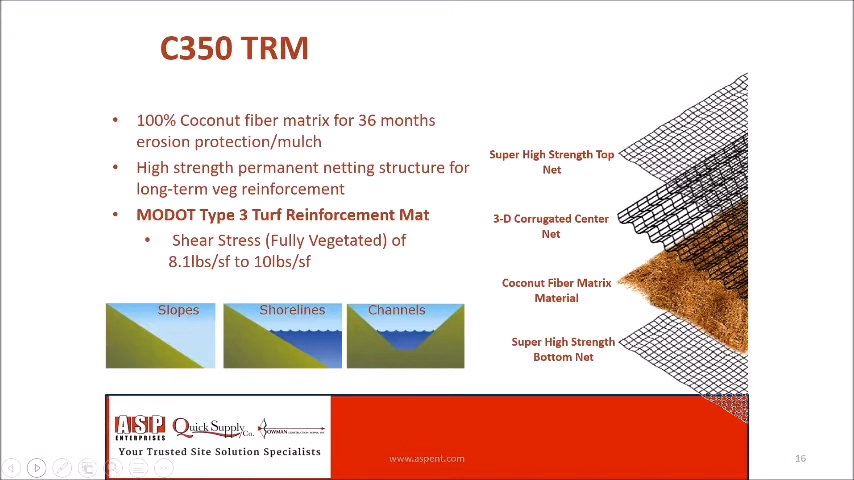 C350 TRM
• 100% Coconut fiber matrix for 36 months
erosion protection/mulch
• High strength permanent netting structure for
long-term veg reinforcement
• MODOT Type 3 Turf Reinforcement Mat
• Shear Stress (Fully Vegetated) of
8.1lbs/sf to 10lbs/sf
Super High Strength Top
Net
3-D Corrugated Center
Net
Coconut Fiber Matrix
Material
Super High Strength
Bottom Net
Slopes
Shorelines
Channels
ASP
ENTERPRISES
Quick Supply Co.
BOWMAN CONSTRUCTION SUPPLY
Your Trusted Site Solution Specialists
www.aspent.com
16